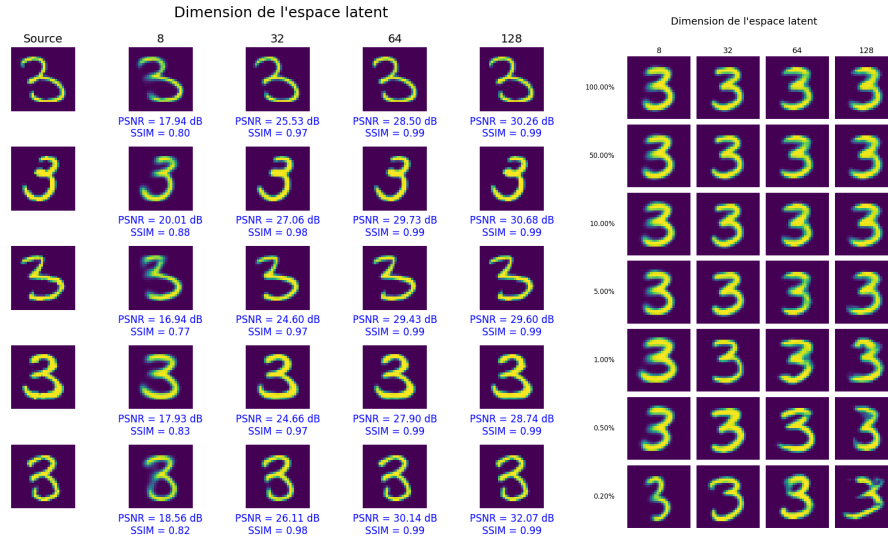 Dimension de l'espace latent
Source 8 32 64 128
PSNR = 17.94 dB PSNR = 25.53 dB PSNR = 28.50 dB PSNR = 30.26 dB
SSIM = 0.80 SSIM = 0.97 SSIM = 0.99 SSIM = 0.99
PSNR = 20.01 dB PSNR = 27.06 dB PSNR = 29.73 dB PSNR = 30.68 dB
SSIM = 0.88 SSIM = 0.98 SSIM = 0.99 SSIM = 0.99
PSNR = 16.94 dB PSNR = 24.60 dB PSNR = 29.43 dB PSNR = 29.60 dB
SSIM = 0.77 SSIM = 0.97 SSIM = 0.99 SSIM = 0.99
PSNR = 17.93 dB PSNR = 24.66 dB PSNR = 27.90 dB PSNR = 28.74 dB
SSIM = 0.83 SSIM = 0.97 SSIM = 0.99 SSIM = 0.99
PSNR = 18.56 dB PSNR = 26.11 dB PSNR = 30.14 dB PSNR = 32.07 dB
SSIM = 0.82 SSIM = 0.98 SSIM = 0.99 SSIM = 0.99
Dimension de l'espace latent
8 32 64 128
100.00%
50.00%
10.00%
5.00%
1.00%
0.50%
0.20%